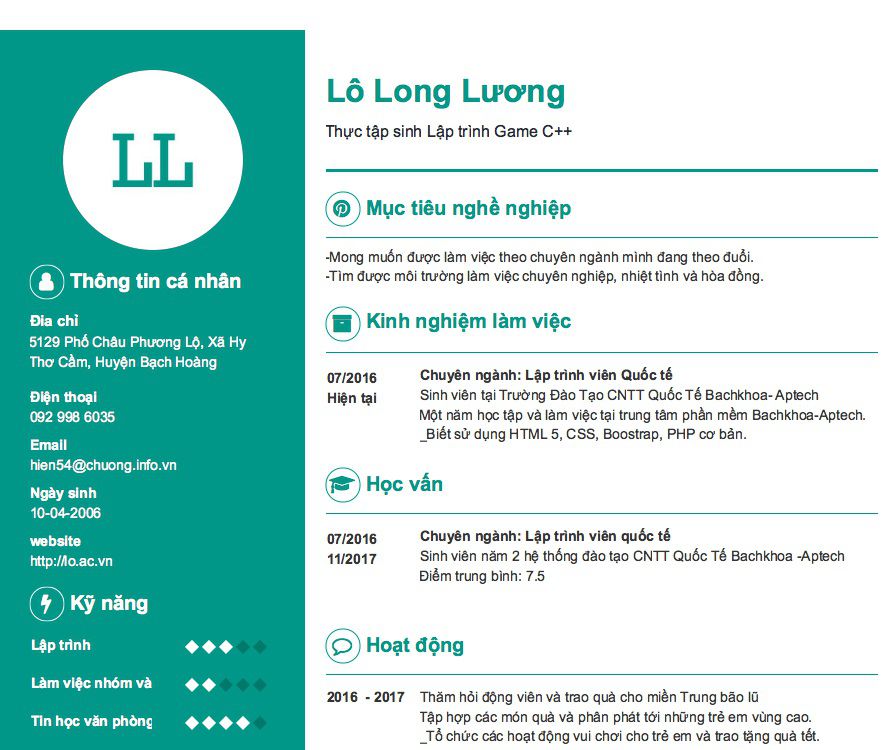 LL
Thông tin cá nhân
Đia chỉ
5129 Phố Châu Phương Lộ, Xã Hy
Thơ Cầm, Huyện Bạch Hoàng
Điện thoại
092 998 6035
Email
hien54@chuong.info.vn
Ngày sinh
10-04-2006
website
http://lo.ac.vn
Kỹ năng
Lập trình
Làm việc nhóm và
Tin học văn phòng
Lô Long Lương
Thực tập sinh Lập trình Game C++
Mục tiêu nghề nghiệp
-Mong muốn được làm việc theo chuyên ngành mình đang theo đuổi.
-Tìm được môi trường làm việc chuyên nghiệp, nhiệt tình và hòa đồng.
Kinh nghiệm làm việc
07/2016
Hiện tại
Chuyên ngành: Lập trình viên Quốc tế
Sinh viên tại Trường Đào Tạo CNTT Quốc Tế Bachkhoa- Aptech
Một năm học tập và làm việc tại trung tâm phần mềm Bachkhoa-Aptech.
_Biết sử dụng HTML 5, CSS, Boostrap, PHP cơ bản.
Học vấn
07/2016
11/2017
Chuyên ngành: Lập trình viên quốc tế
Sinh viên năm 2 hệ thống đào tạo CNTT Quốc Tế Bachkhoa -Aptech
Điểm trung bình: 7.5
Hoạt động
2016 - 2017
Thăm hỏi động viên và trao quà cho miền Trung bão lũ
Tập hợp các món quà và phân phát tới những trẻ em vùng cao.
_Tổ chức các hoạt động vui chơi cho trẻ em và trao tặng quà tết.